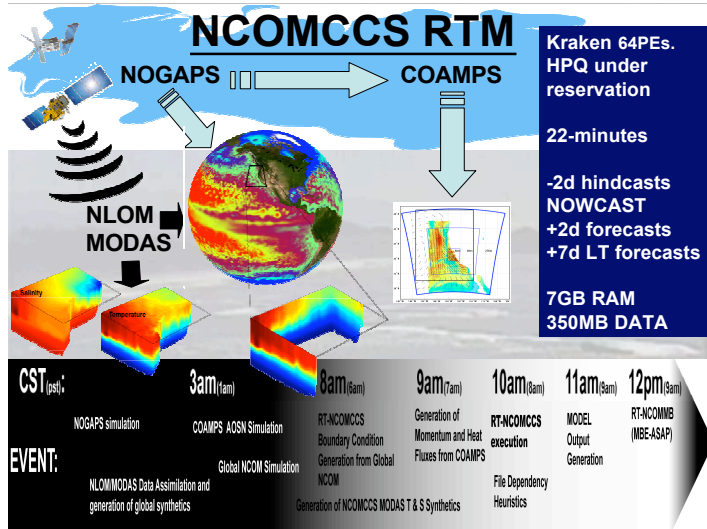 NCOMCCS RTM
NOGAPS
COAMPS
Kraken 64PEs.
HPQ under
reservation
22-minutes
-2d hindcasts
NOWCAST
+2d forecasts
+7d LT forecasts
7GB RAM
350MB DATA
NLOM
MODAS
Salinity
Temperature
CST(pst):
3am(1am)
8am(6am)
9am(7am)
10am(8am)
11am(9am)
12pm(9am)
NOGAPS simulation
COAMPS AOSN Simulation
RT-NCOMCCS
Boundary Condition
Generation from Global
NCOM
Generation of
Momentum and Heat
Fluxes from COAMPS
RT-NCOMCCS
execution
MODEL
Output
Generation
RT-NCOMMB
(MBE-ASAP)
EVENT:
Global NCOM Simulation
NLOM/MODAS Data Assimilation and
generation of global synthetics
Generation of NCOMCCS MODAS T & S Synthetics
File Dependency
Heuristics